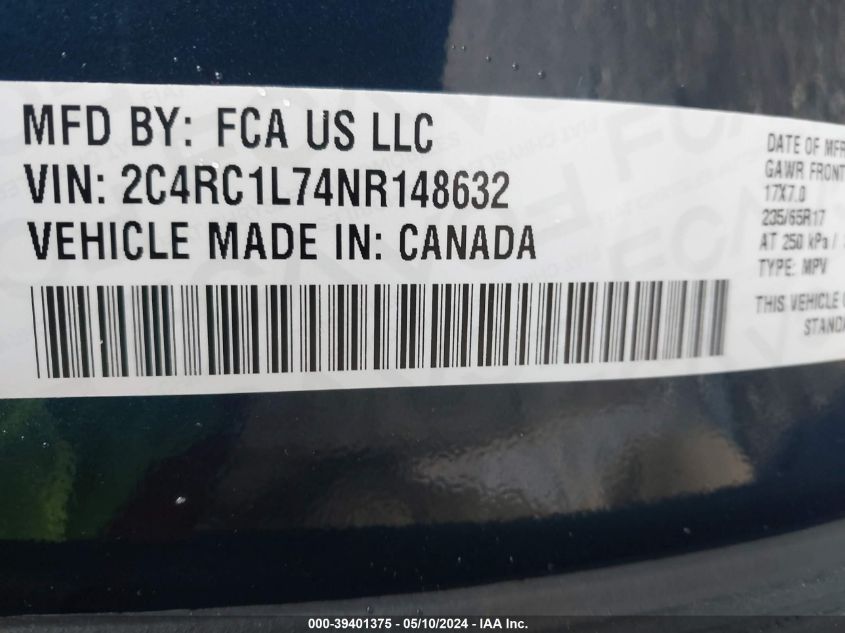 MFD BY: FCA US LLC
VIN: 2C4RC1L74NR148632
VEHICLE MADE IN: CANADA
DATE OF MFR
GAWR FRONT
17X7.0
235/65R17
AT 250 kPa /
TYPE: MPV
THIS VEHICLE
STANDA
000-39401375 — 05/10/2024 — IAA Inc.